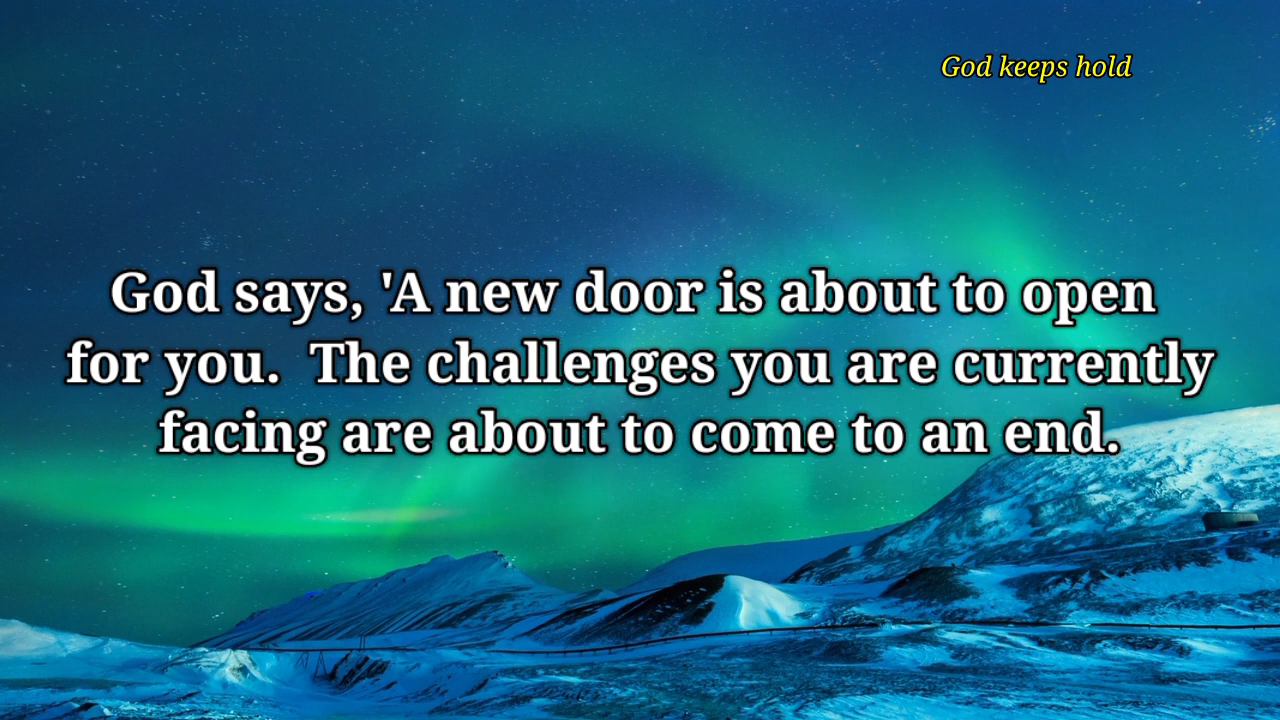 God keeps hold
God says, 'A new door is about to open
for you.  The challenges you are currently
facing are about to come to an end.